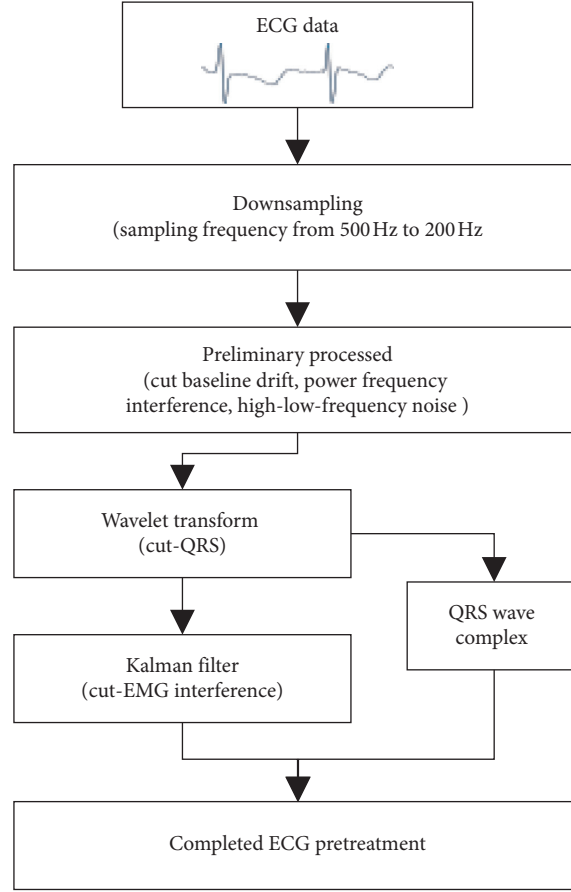 ECG data
Downsampling
(sampling frequency from 500 Hz to 200 Hz
Preliminary processed
(cut baseline drift, power frequency
interference, high-low-frequency noise )
Wavelet transform
(cut-QRS)
QRS wave
complex
Kalman filter
(cut-EMG interference)
Completed ECG pretreatment